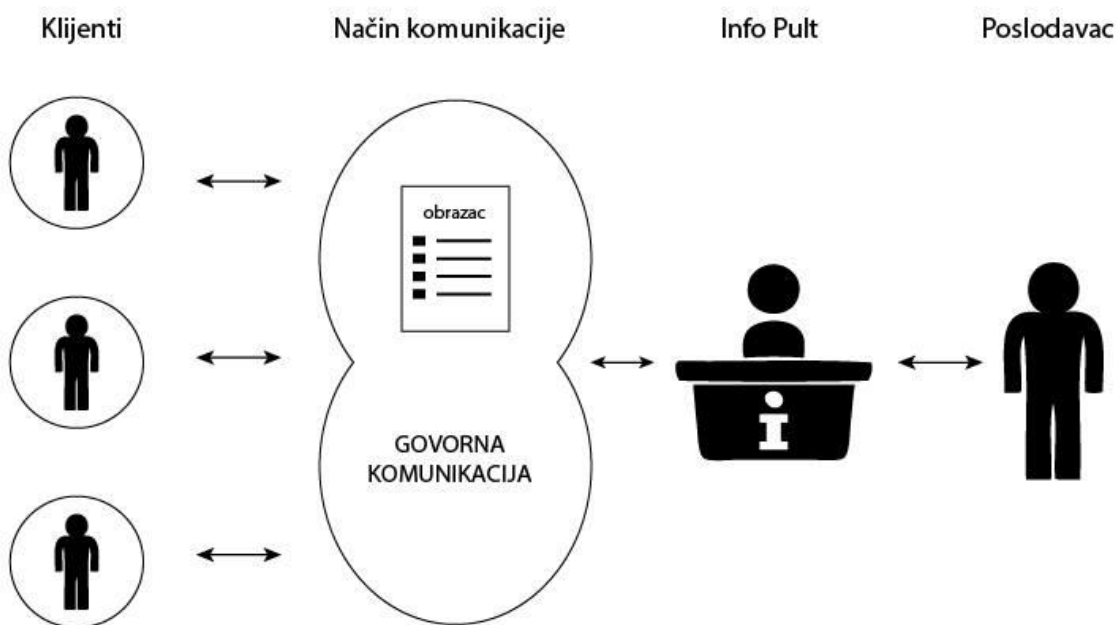 Klijenti
Način komunikacije
Info Pult
Poslodavac
obrazac
GOVORNA
KOMUNIKACIJA
i